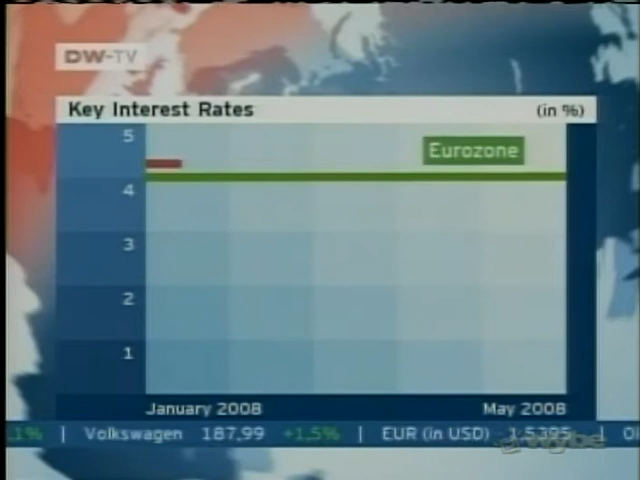 DW-TV
Key Interest Rates (in %)
5
Eurozone
4
3
2
1
January 2008 May 2008
.1% | Volkswagen 187,99 +1,5% | EUR (in USD) 1,5395 |